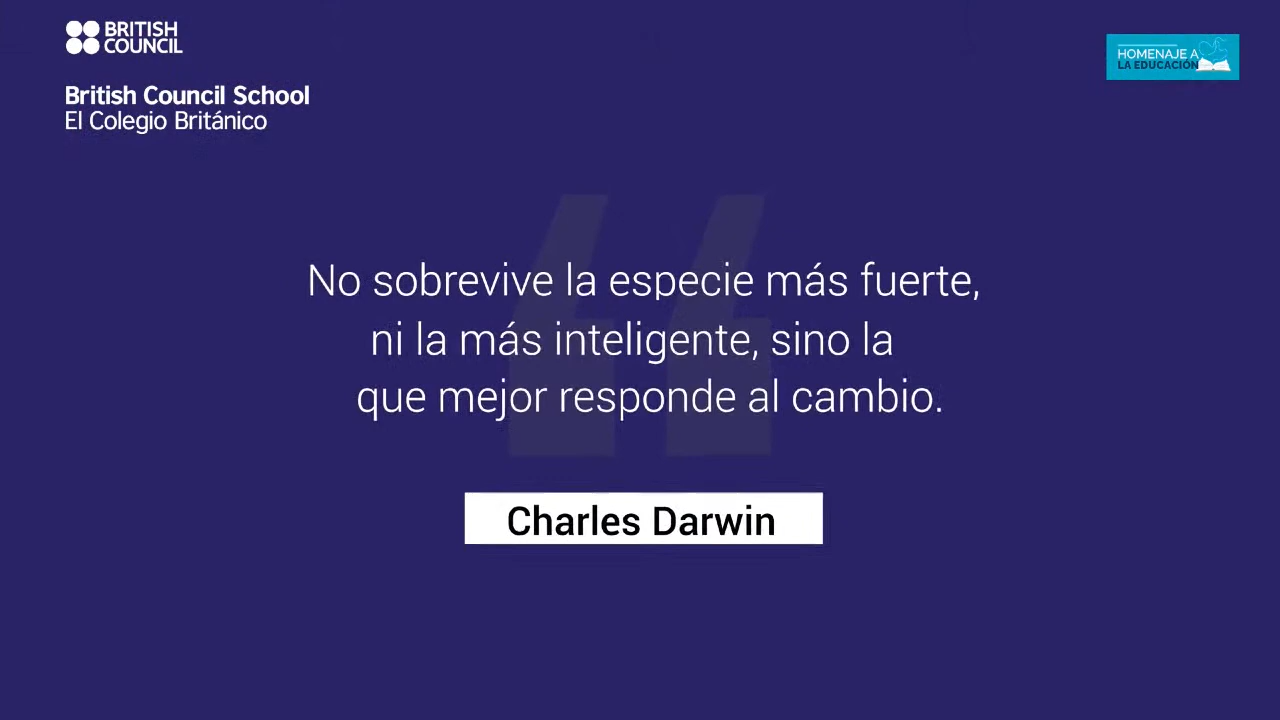 BRITISH
COUNCIL
British Council School
El Colegio Británico
HOMENAJE A
LA EDUCACIÓN
No sobrevive la especie más fuerte,
ni la más inteligente, sino la
que mejor responde al cambio.
Charles Darwin